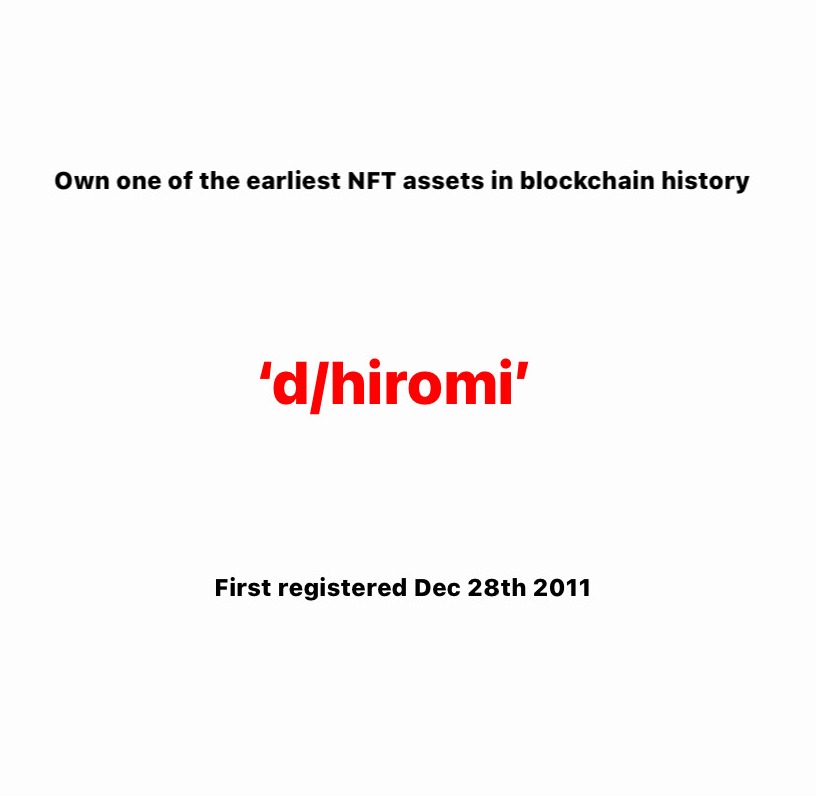 Own one of the earliest NFT assets in blockchain history
‘d/hiromi’
First registered Dec 28th 2011